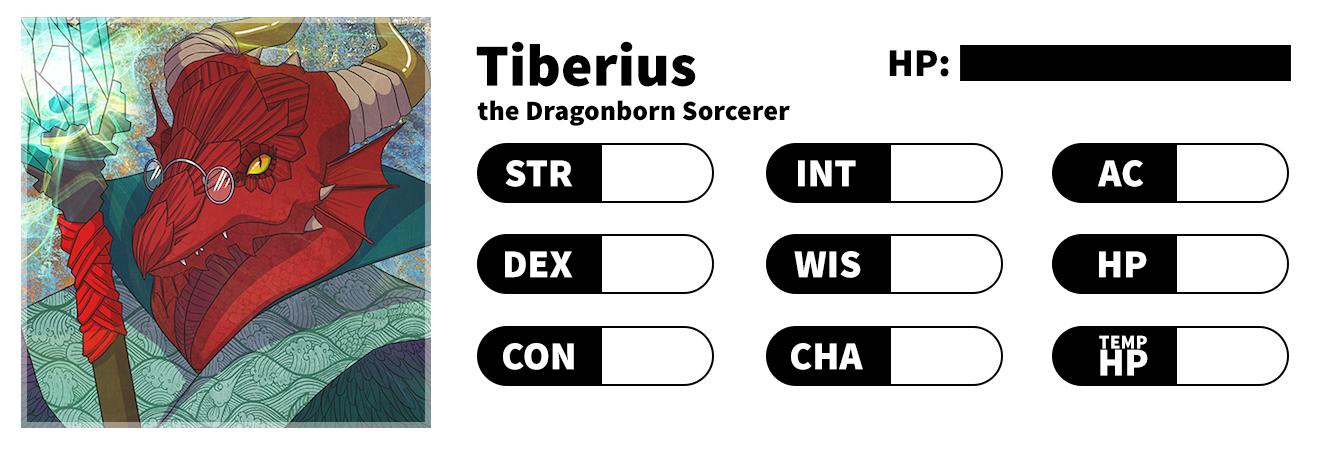 Tiberius
HP:
the Dragonborn Sorcerer
STR
INT
AC
DEX
WIS
HP
CON
CHA
TEMP
HP